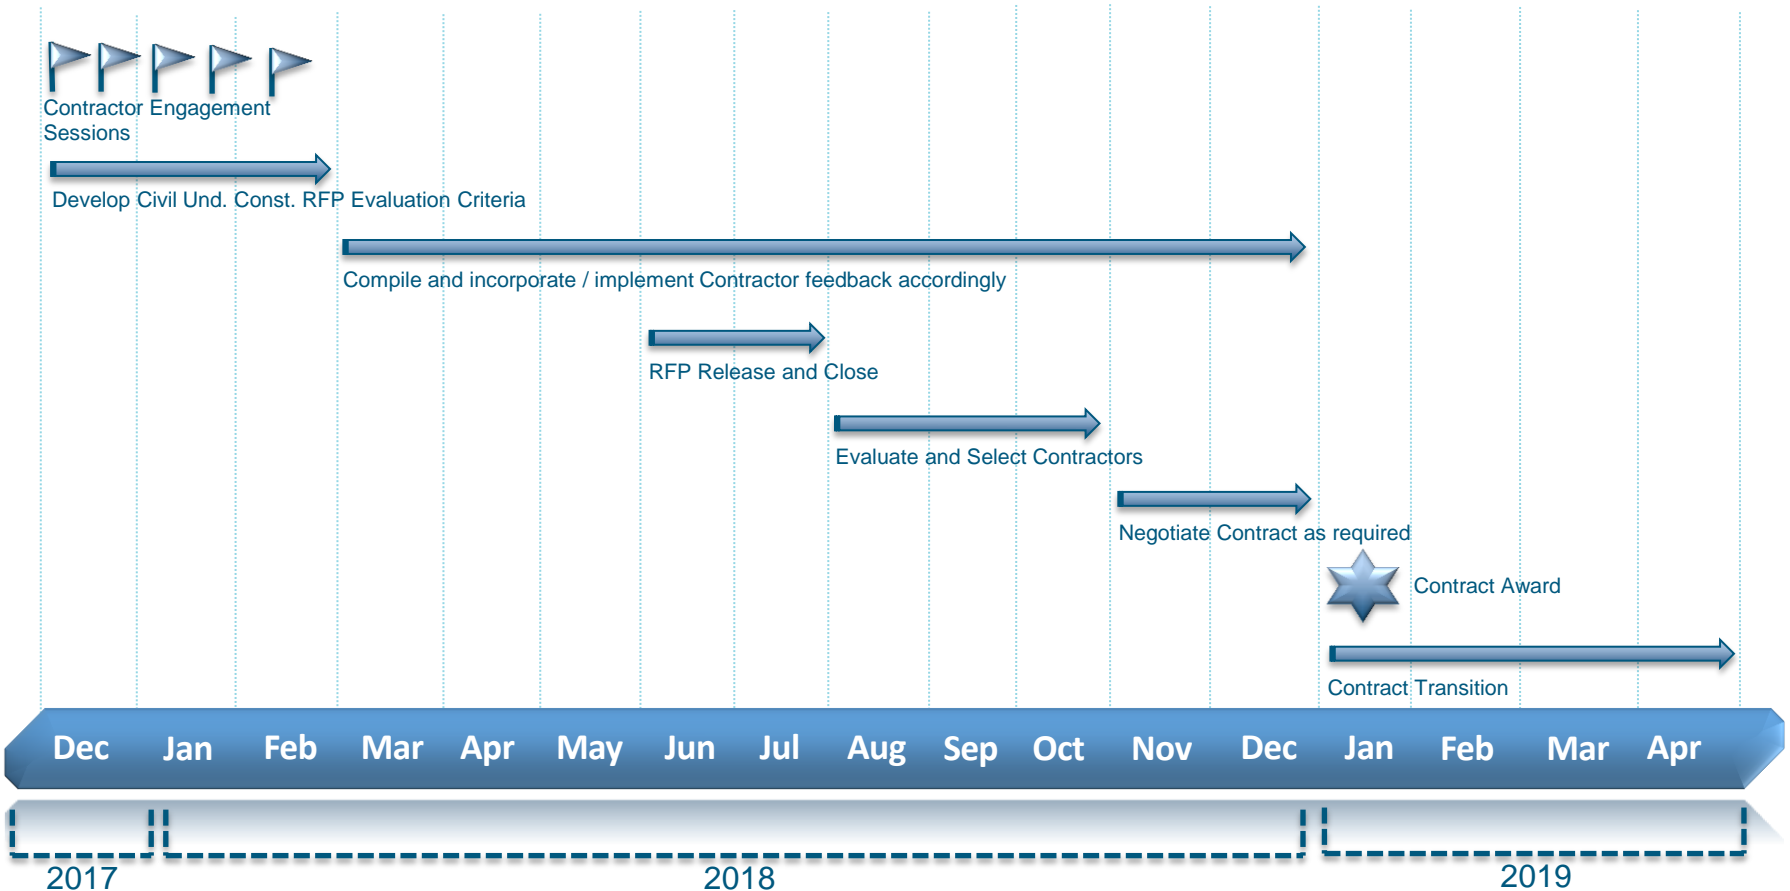 Contractor Engagement
Sessions
Develop Civil Und. Const. RFP Evaluation Criteria
Compile and incorporate / implement Contractor feedback accordingly
RFP Release and Close
Evaluate and Select Contractors
Negotiate Contract as required
Contract Award
Contract Transition
Dec Jan Feb Mar Apr May Jun Jul Aug Sep Oct Nov Dec Jan Feb Mar Apr
2017 2018 2019